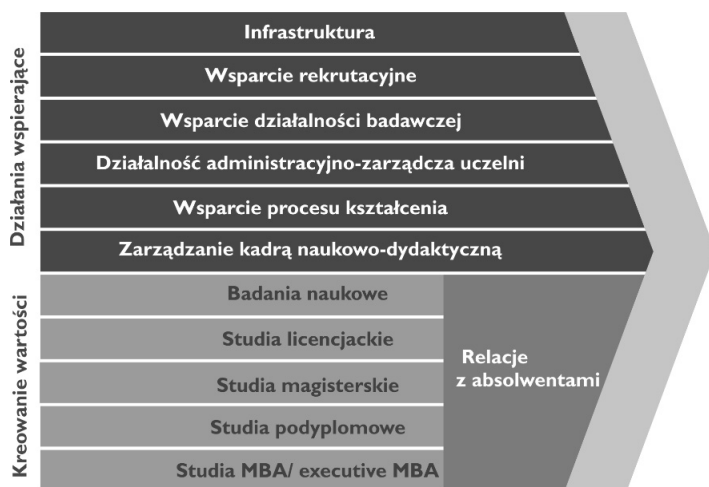 Działania wspierające
Infrastruktura
Wsparcie rekrutacyjne
Wsparcie działalności badawczej
Działalność administracyjno-zarządcza uczelni
Wsparcie procesu kształcenia
Zarządzanie kadrą naukowo-dydaktyczną
Kreowanie wartości
Badania naukowe
Studia licencjackie
Studia magisterskie
Studia podyplomowe
Studia MBA/ executive MBA
Relacje
z absolwentami